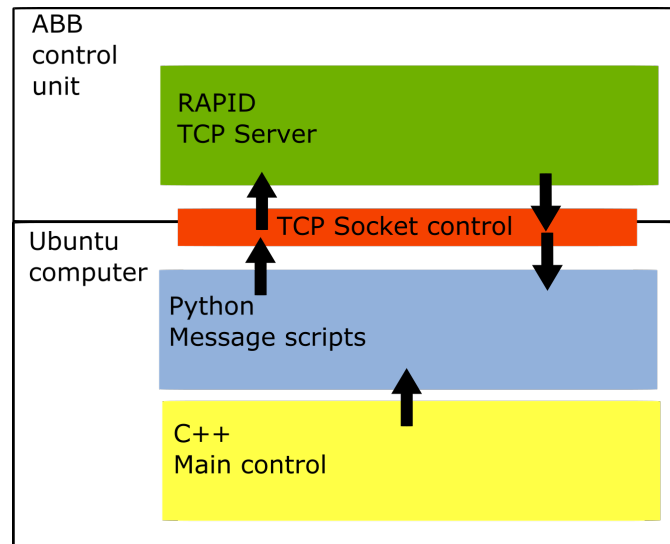 ABB
control
unit
RAPID
TCP Server
TCP Socket control
Ubuntu
computer
Python
Message scripts
C++
Main control